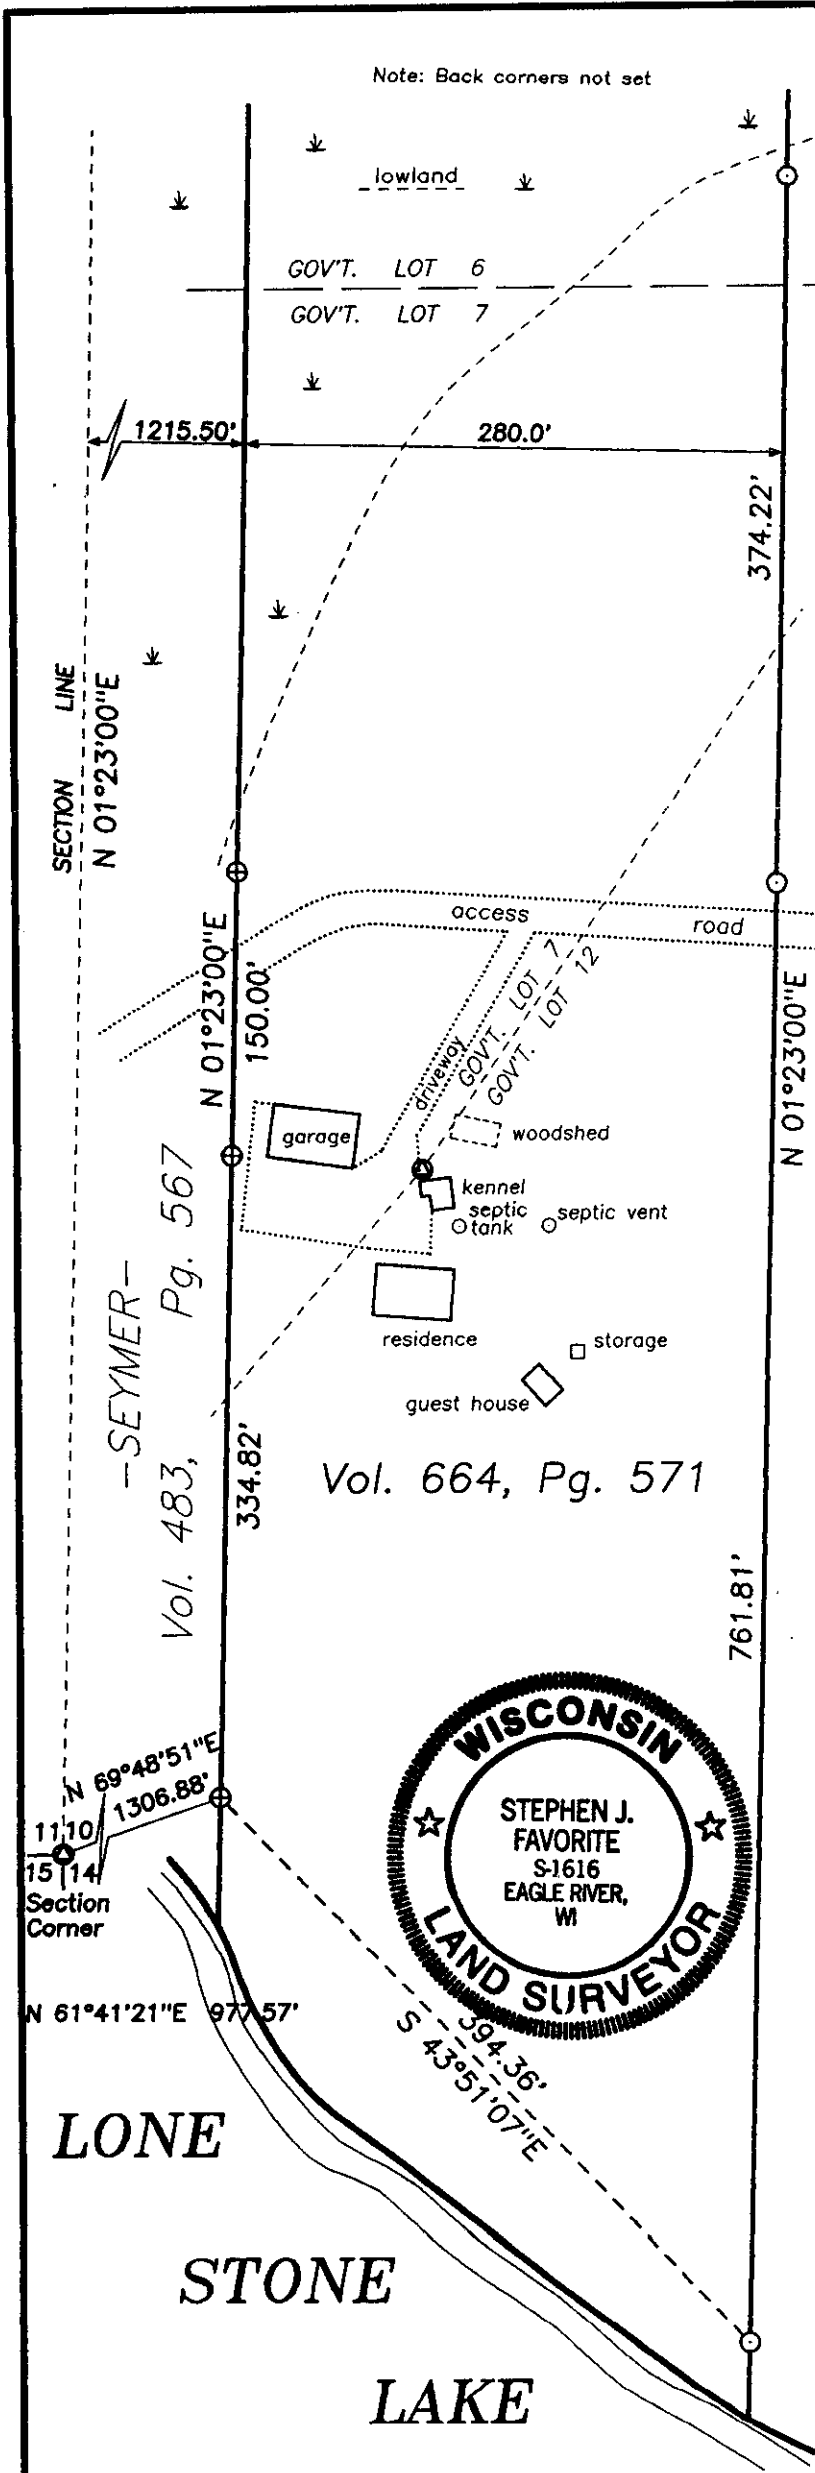 Note: Back corners not set
lowland
GOV'T. LOT 6
GOV'T. LOT 7
1215.50'
280.0'
374.22'
SECTION LINE
N 01°23'00"E
access road
N 01°23'00"E
150.00'
N 01°23'00"E
driveway
GOV'T. LOT 7
GOV'T. LOT 12
garage
woodshed
kennel
septic
tank
septic vent
-SEYMER-
Vol. 483, Pg. 567
residence
storage
guest house
334.82'
Vol. 664, Pg. 571
761.81'
WISCONSIN
STEPHEN J.
FAVORITE
S-1616
EAGLE RIVER,
WI
LAND SURVEYOR
N 69°48'51"E
1306.88'
11 10
15 14
Section
Corner
N 61°41'21"E 977.57'
394.36'
S 43°51'07"E
LONE
STONE
LAKE